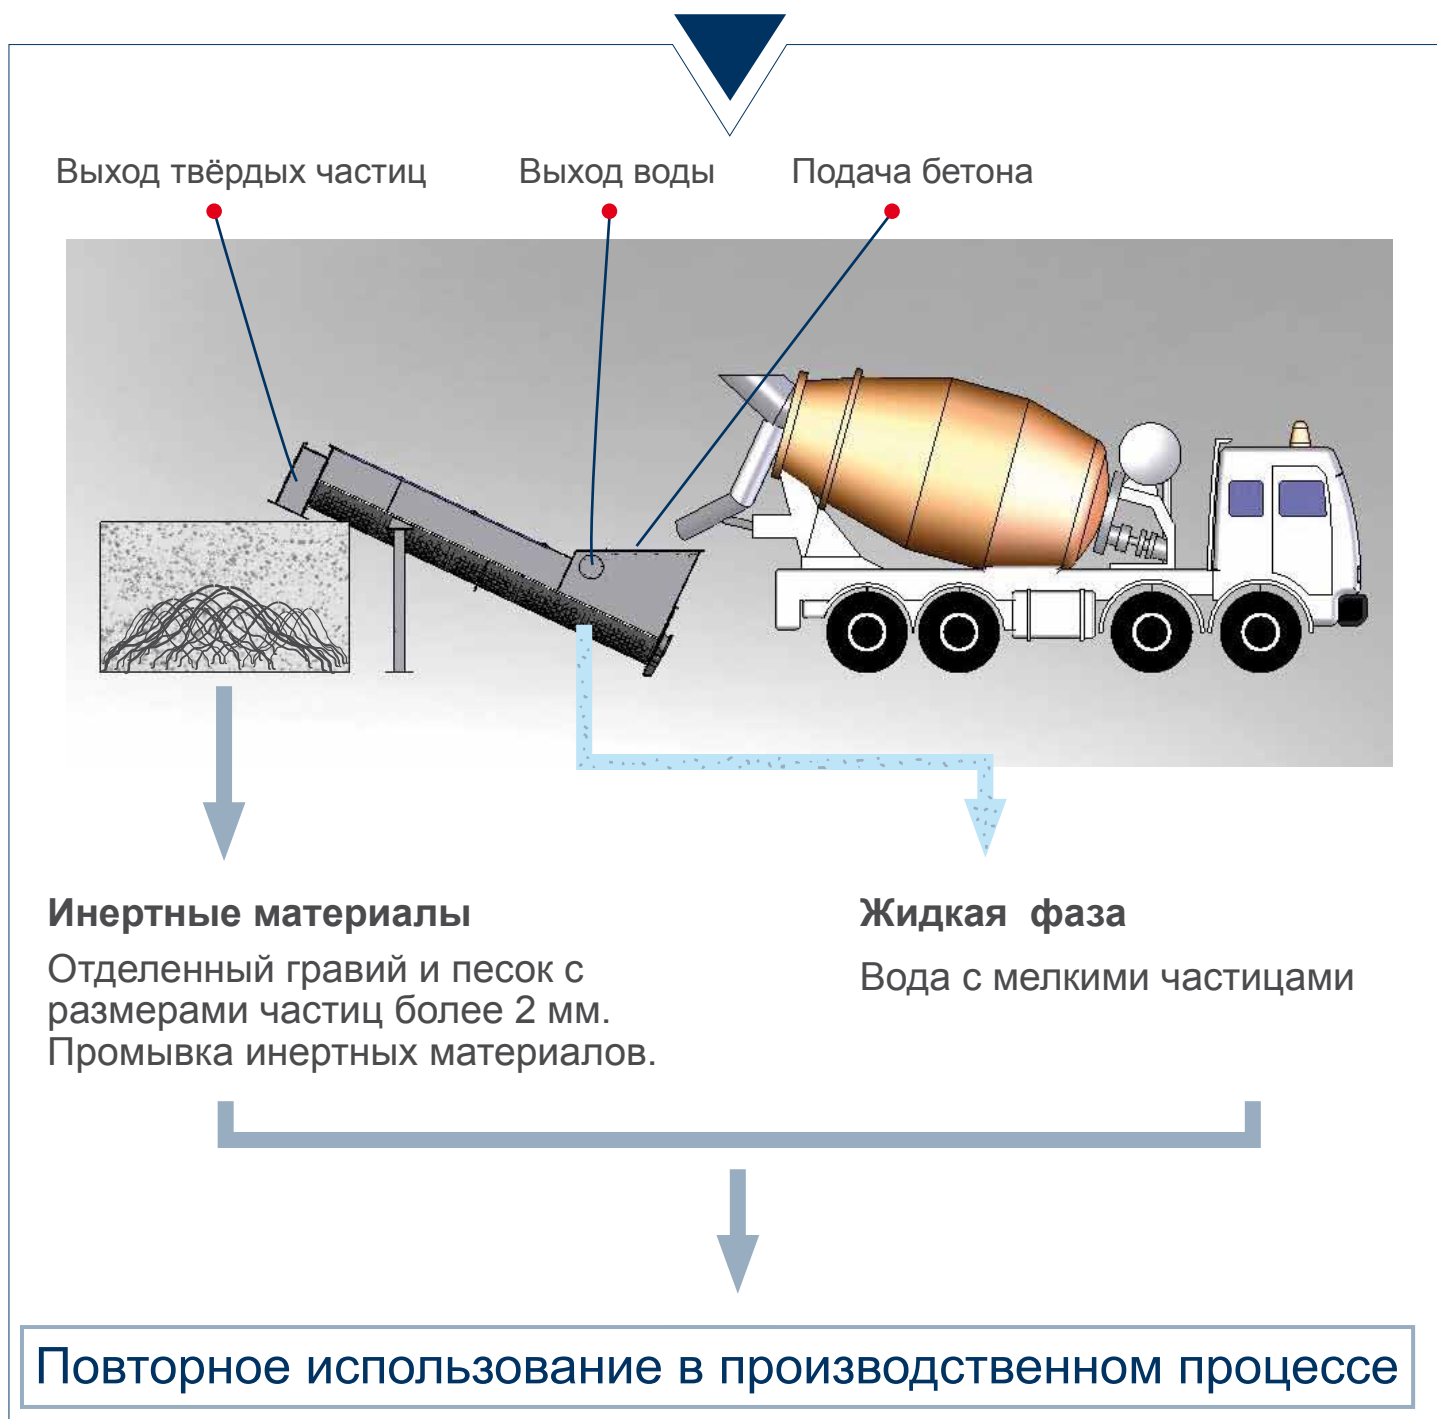 Выход твёрдых частиц
Выход воды
Подача бетона
Инертные материалы
Отделенный гравий и песок с
размерами частиц более 2 мм.
Промывка инертных материалов.
Жидкая фаза
Вода с мелкими частицами
Повторное использование в производственном процессе